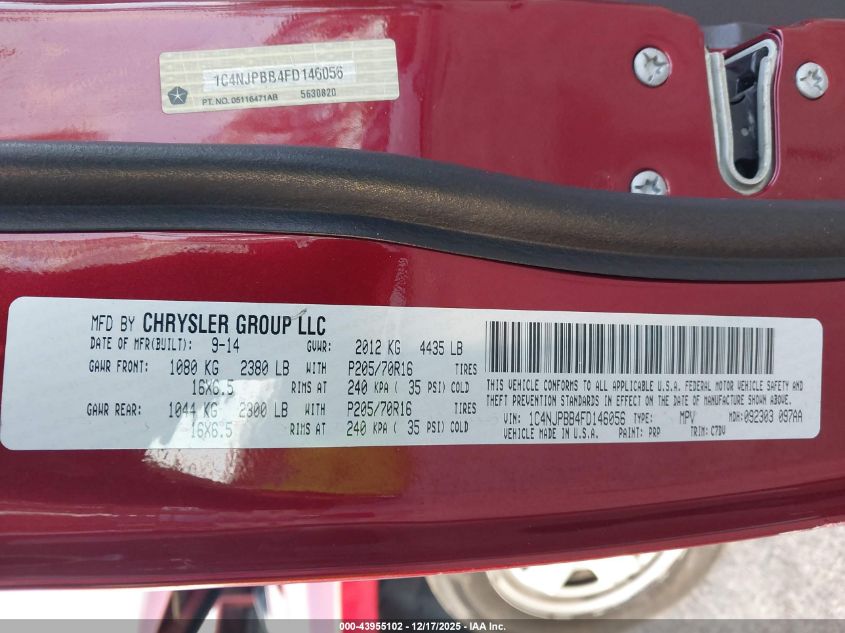 1C4NJPBB4FD146056
PT. NO. 05116471AB 5630820
MFD BY CHRYSLER GROUP LLC
DATE OF MFR(BUILT): 9-14 GVWR: 2012 KG 4435 LB
GAWR FRONT: 1080 KG 2380 LB WITH P205/70R16 TIRES
16X6.5 RIMS AT 240 KPA ( 35 PSI) COLD
GAWR REAR: 1044 KG 2300 LB WITH P205/70R16 TIRES
16X6.5 RIMS AT 240 KPA ( 35 PSI) COLD
THIS VEHICLE CONFORMS TO ALL APPLICABLE U.S.A. FEDERAL MOTOR VEHICLE SAFETY AND
THEFT PREVENTION STANDARDS IN EFFECT ON THE DATE OF MANUFACTURE SHOWN ABOVE.
VIN: 1C4NJPBB4FD146056 TYPE: MPV MDH: 092303 097AA
VEHICLE MADE IN U.S.A. PAINT: PRP TRIM: C7DV
000-43955102 - 12/17/2025 - IAA Inc.